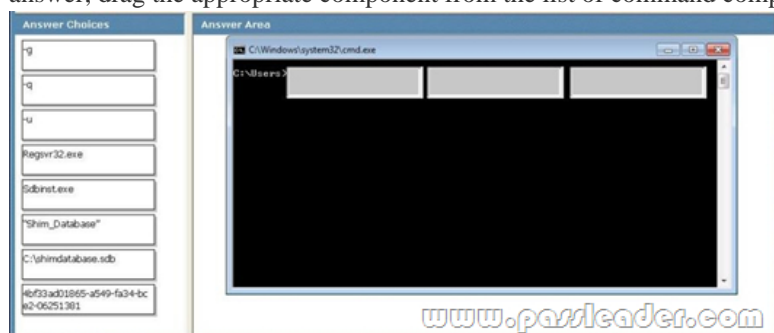 answer, drag the appropriate component from the list of command comp
Answer Choices
Answer Area
-g
-q
-u
Regsvr32.exe
Sdbinst.exe
"Shim_Database"
C:\shimdatabase.sdb
4bf33ad01865-a549-fa34-bc
e2-06251381
C:\Windows\system32\cmd.exe
C:\Users>
www.passleader.com